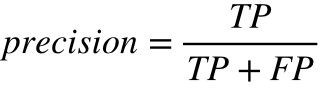 precision = TP / TP + FP